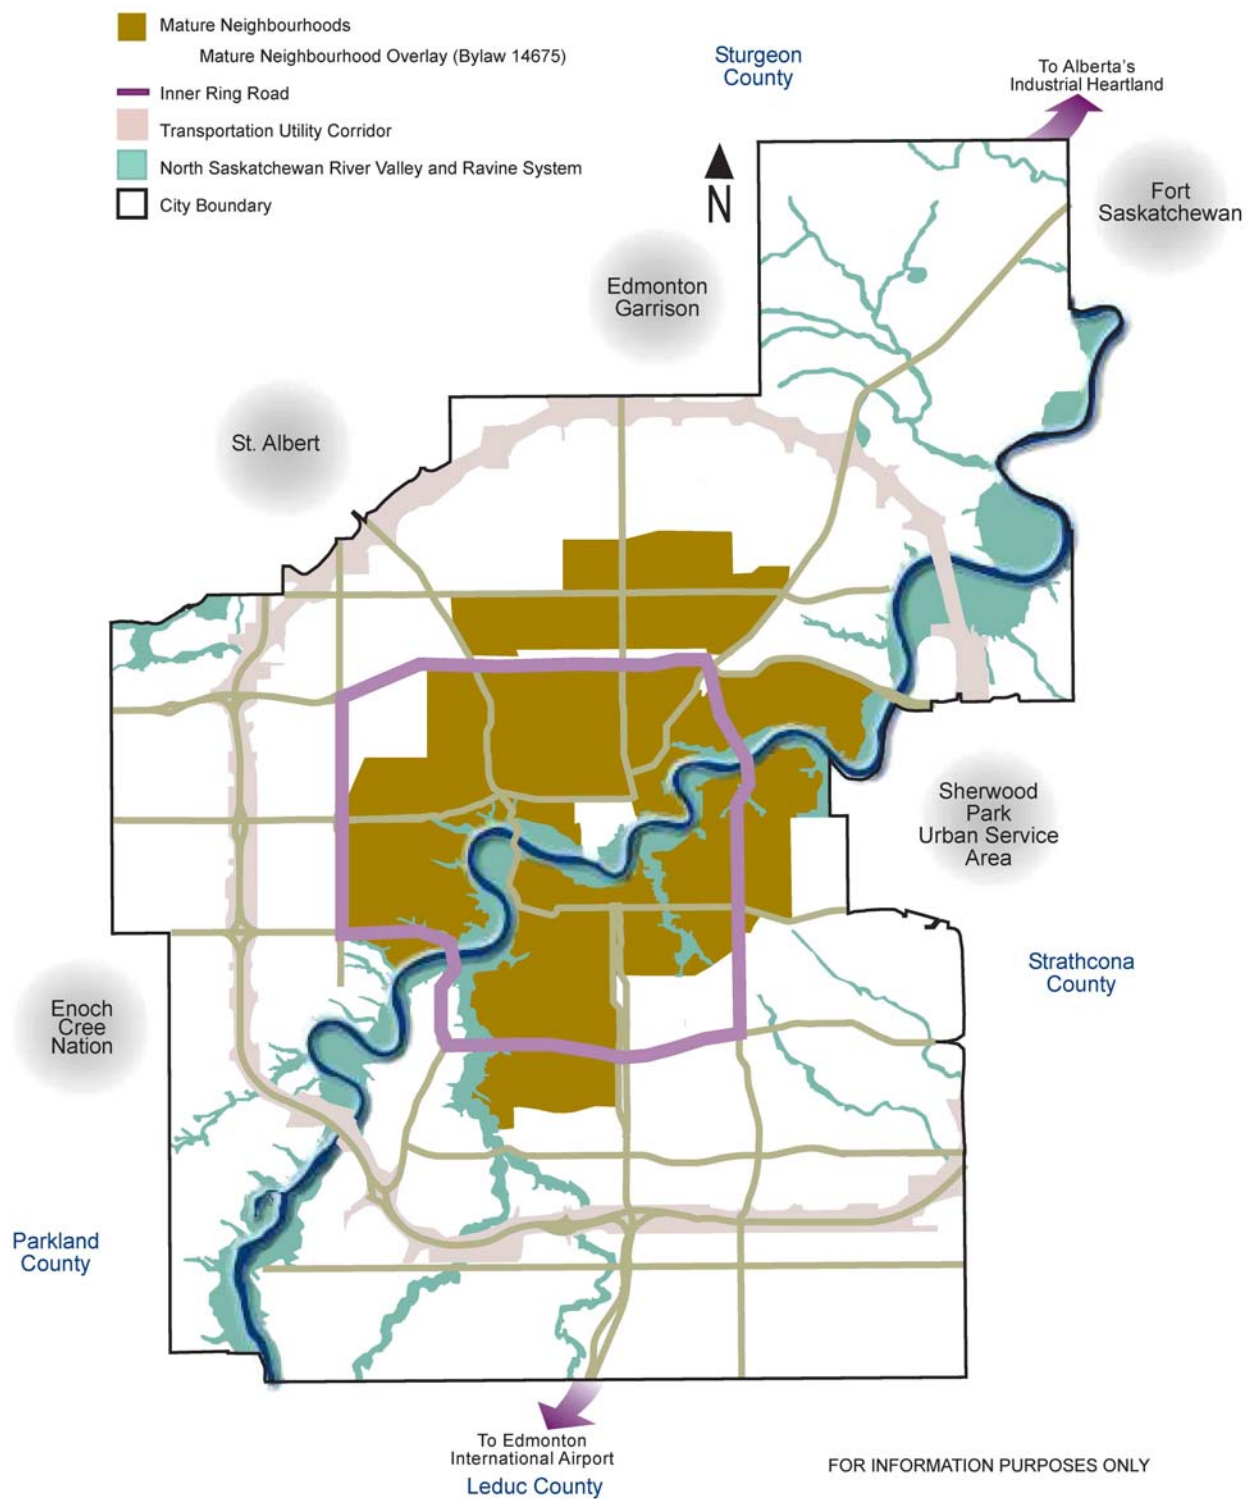 Mature Neighbourhoods
Mature Neighbourhood Overlay (Bylaw 14675)
Inner Ring Road
Transportation Utility Corridor
North Saskatchewan River Valley and Ravine System
City Boundary
Sturgeon
County
To Alberta's
Industrial Heartland
N
Fort
Saskatchewan
Edmonton
Garrison
St. Albert
Sherwood
Park
Urban Service
Area
Strathcona
County
Enoch
Cree
Nation
Parkland
County
To Edmonton
International Airport
Leduc County
FOR INFORMATION PURPOSES ONLY